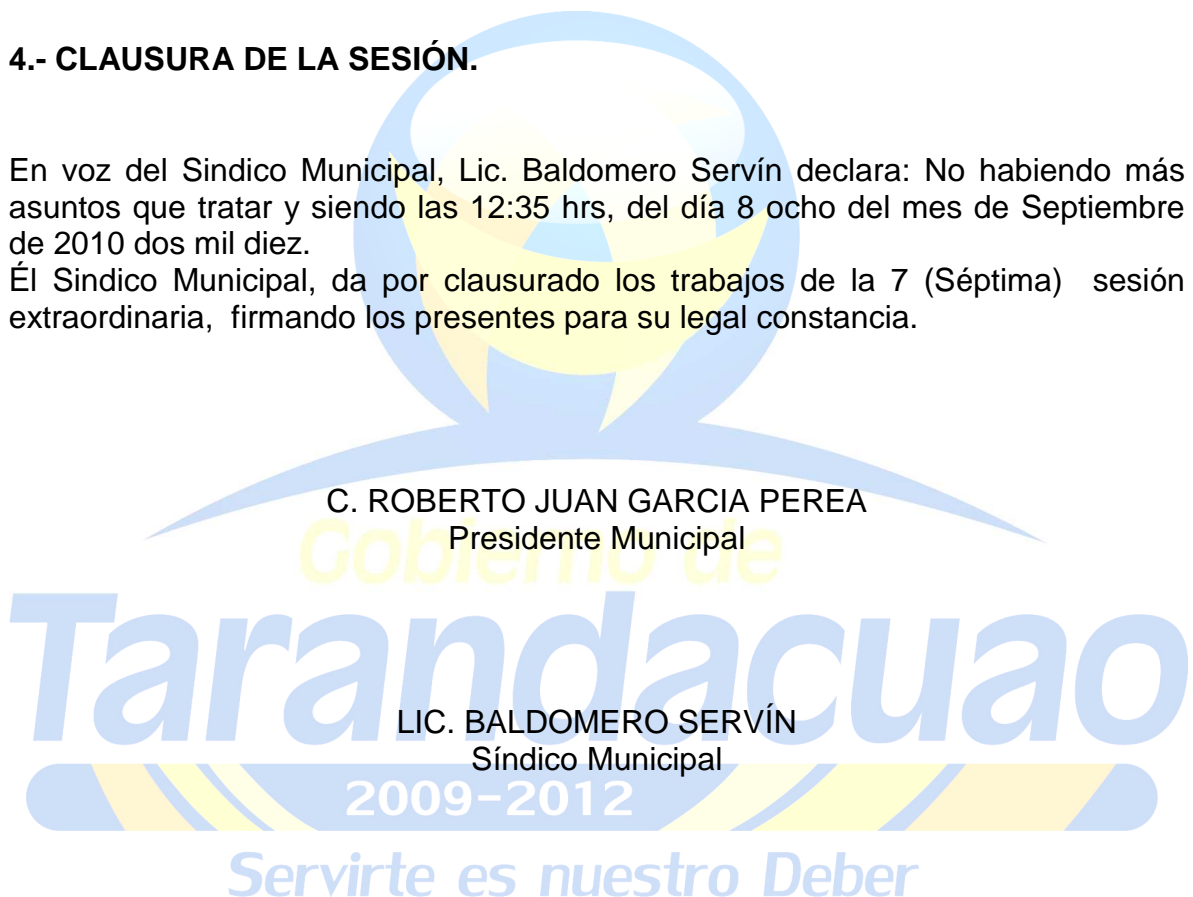 4.- CLAUSURA DE LA SESIÓN.
En voz del Sindico Municipal, Lic. Baldomero Servín declara: No habiendo más
asuntos que tratar y siendo las 12:35 hrs, del día 8 ocho del mes de Septiembre
de 2010 dos mil diez.
Él Sindico Municipal, da por clausurado los trabajos de la 7 (Séptima) sesión
extraordinaria, firmando los presentes para su legal constancia.
C. ROBERTO JUAN GARCIA PEREA
Presidente Municipal
Gobierno de
Tarandacuao
LIC. BALDOMERO SERVÍN
Síndico Municipal
2009-2012
Servirte es nuestro Deber